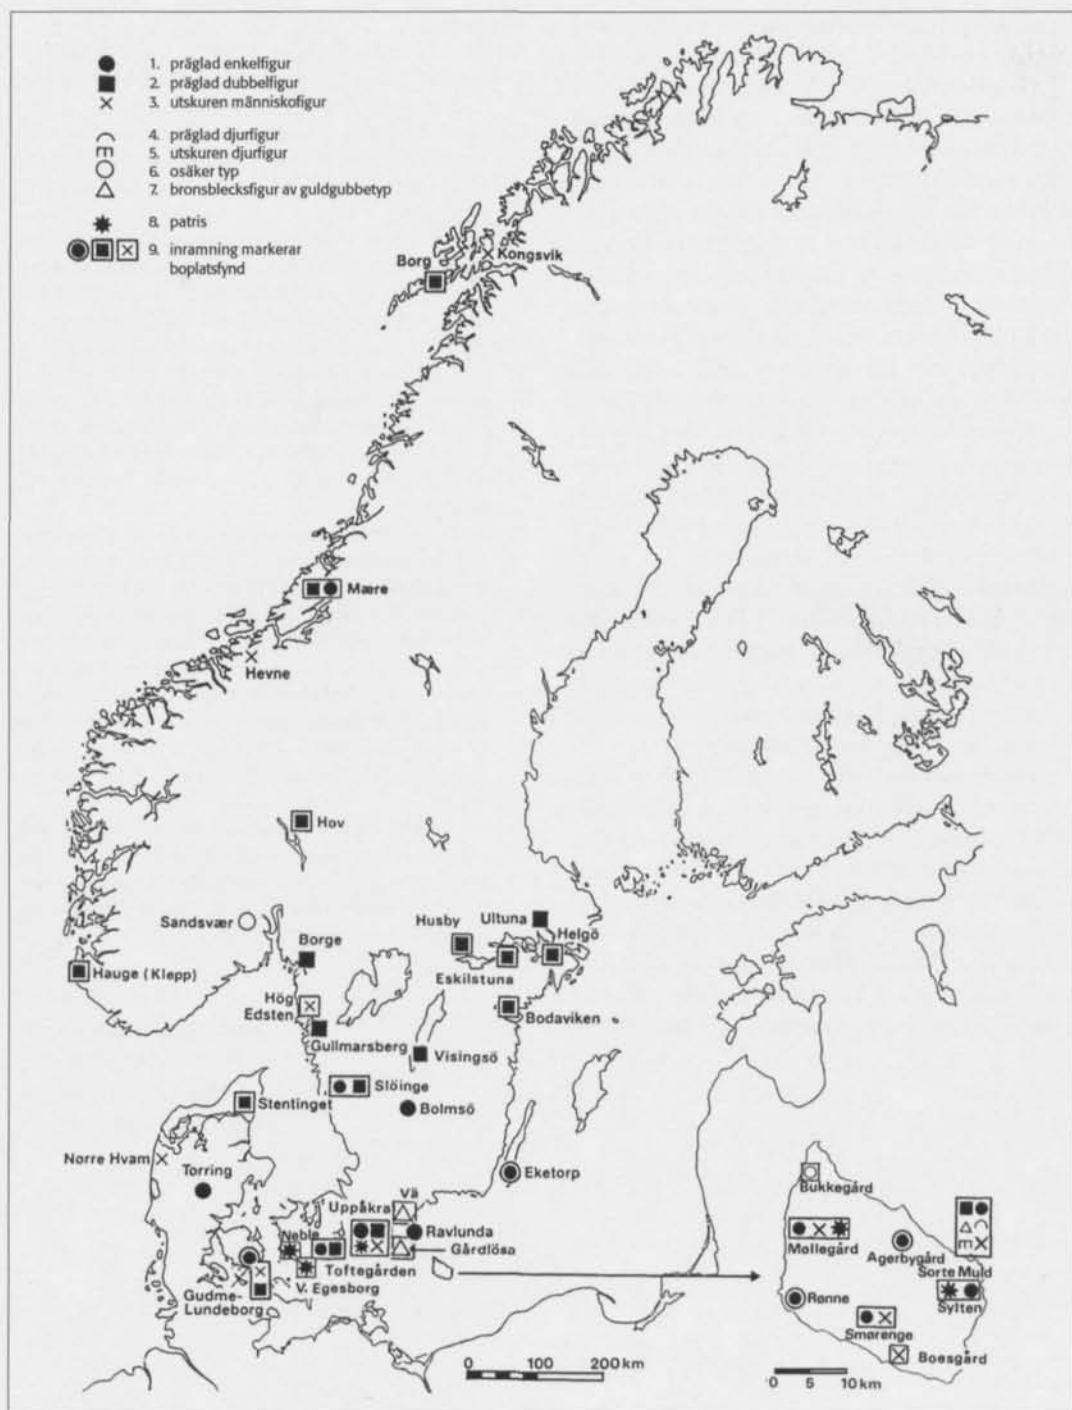 1. präglad enkelfigur
2. präglad dubbelfigur
3. utskuren människofigur
4. präglad djurfigur
5. utskuren djurfigur
6. osäker typ
7. bronsblecksfigur av guldgubbetyp
8. patris
9. inramning markerar
boplatsfynd
Borg
Kongsvik
Mære
Hevne
Hov
Sandsvær
Borge
Husby
Ultuna
Helgö
Eskilstuna
Hauge (Klepp)
Hög
Edsten
Bodaviken
Gullmarsberg
Visingsö
Slöinge
Stentinget
Bolmsö
Nørre Hvam
Tørring
Eketorp
Vä
Uppåkra
Ravlunda
Neble
Gårdlösa
Toftegården
V. Egesborg
Gudme-
Lundeborg
Bukkegård
Møllegård
Agerbygård
Sorte Muld
Sylten
Rønne
Smørenge
Boesgård
0 100 200 km
0 5 10 km